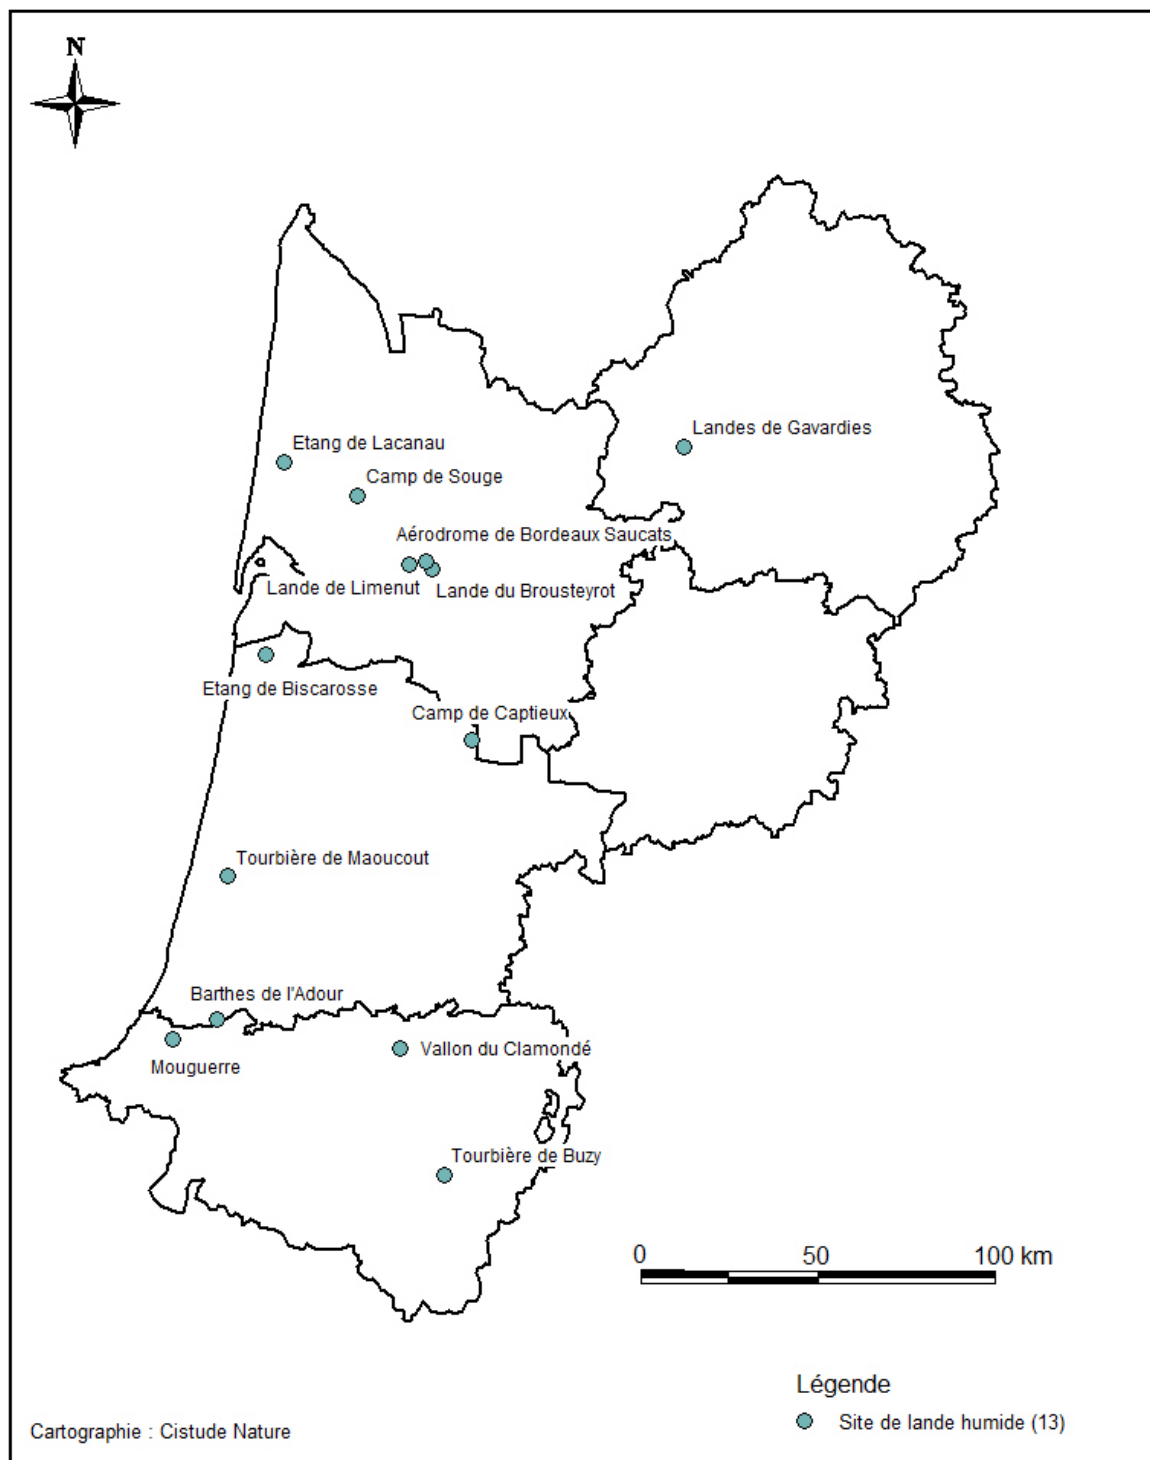 N
Landes de Gavardies
Etang de Lacanau
Camp de Souge
Aérodrome de Bordeaux Saucats
Lande de Limenut
Lande du Brousteyrot
Etang de Biscarosse
Camp de Captieux
Tourbière de Maoucout
Barthes de l'Adour
Mouguerre
Vallon du Clamondé
Tourbière de Buzy
0 50 100 km
Légende
Site de lande humide (13)
Cartographie : Cistude Nature